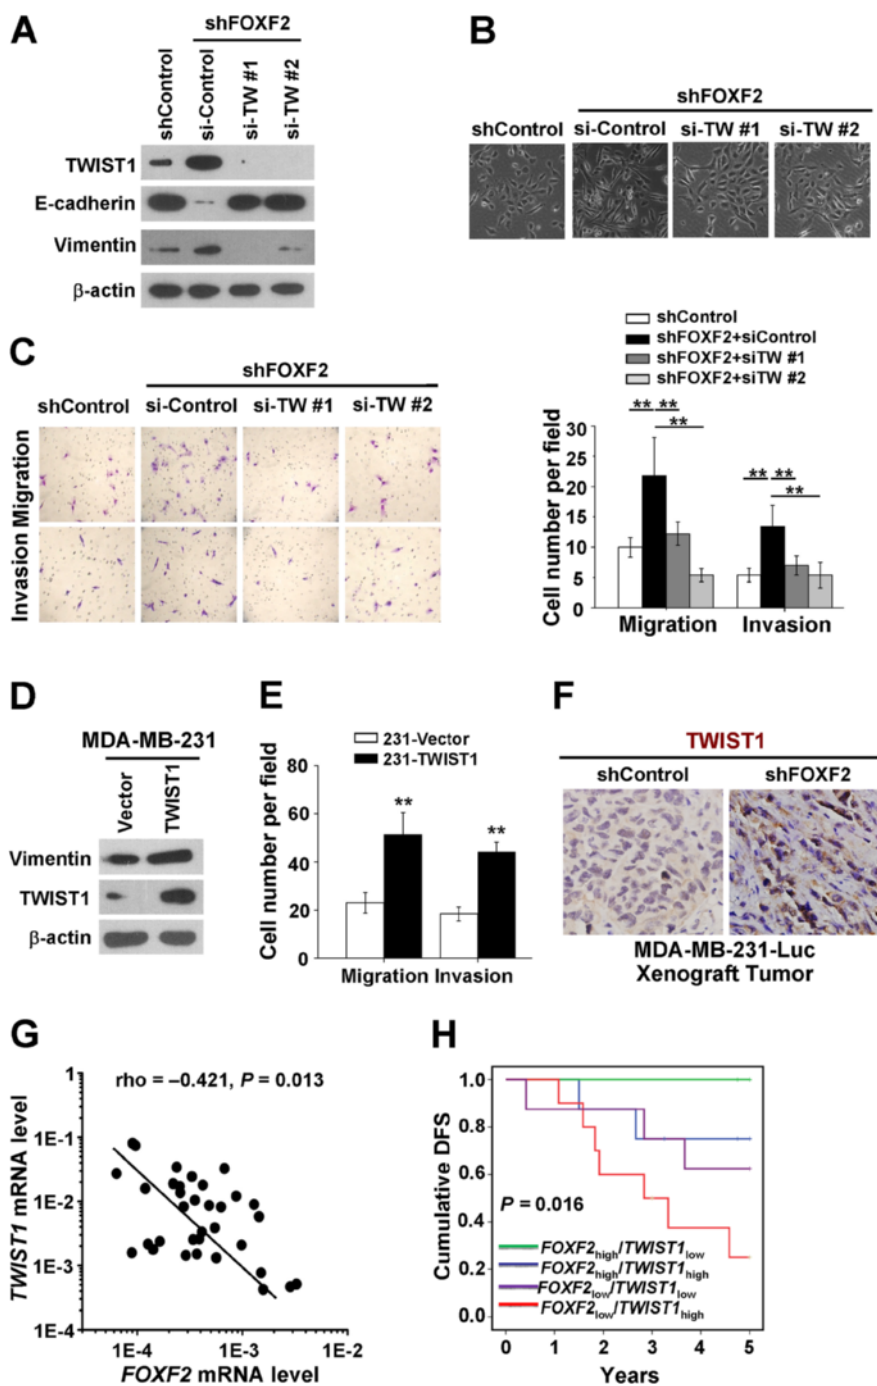 A
shFOXF2
shControl
si-Control
si-TW #1
si-TW #2
TWIST1
E-cadherin
Vimentin
β-actin
B
shFOXF2
shControl si-Control si-TW #1 si-TW #2
C
shFOXF2
shControl si-Control si-TW #1 si-TW #2
Migration
Invasion
shControl
shFOXF2+siControl
shFOXF2+siTW #1
shFOXF2+siTW #2
Cell number per field
30
25
20
15
10
5
0
** **
**
** **
**
Migration Invasion
D
MDA-MB-231
Vector
TWIST1
Vimentin
TWIST1
β-actin
E
231-Vector
231-TWIST1
Cell number per field
80
60
40
20
0
**
**
Migration Invasion
F
TWIST1
shControl shFOXF2
MDA-MB-231-Luc
Xenograft Tumor
G
rho = –0.421, P = 0.013
TWIST1 mRNA level
1
1E-1
1E-2
1E-3
1E-4
1E-4 1E-3 1E-2
FOXF2 mRNA level
H
Cumulative DFS
1.0
0.8
0.6
0.4
0.2
0.0
P = 0.016
FOXF2high/TWIST1low
FOXF2high/TWIST1high
FOXF2low/TWIST1low
FOXF2low/TWIST1high
0 1 2 3 4 5
Years